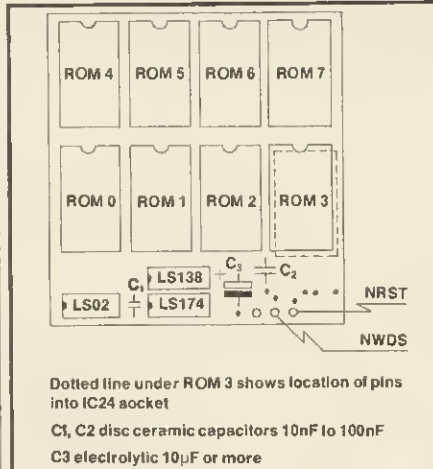 ROM 4 ROM 5 ROM 6 ROM 7
ROM 0 ROM 1 ROM 2 ROM 3
LS138 C3 C2
LS02 C1 LS174
NRST
NWDS
Dotted line under ROM 3 shows location of pins
into IC24 socket
C1, C2 disc ceramic capacitors 10nF to 100nF
C3 electrolytic 10µF or more